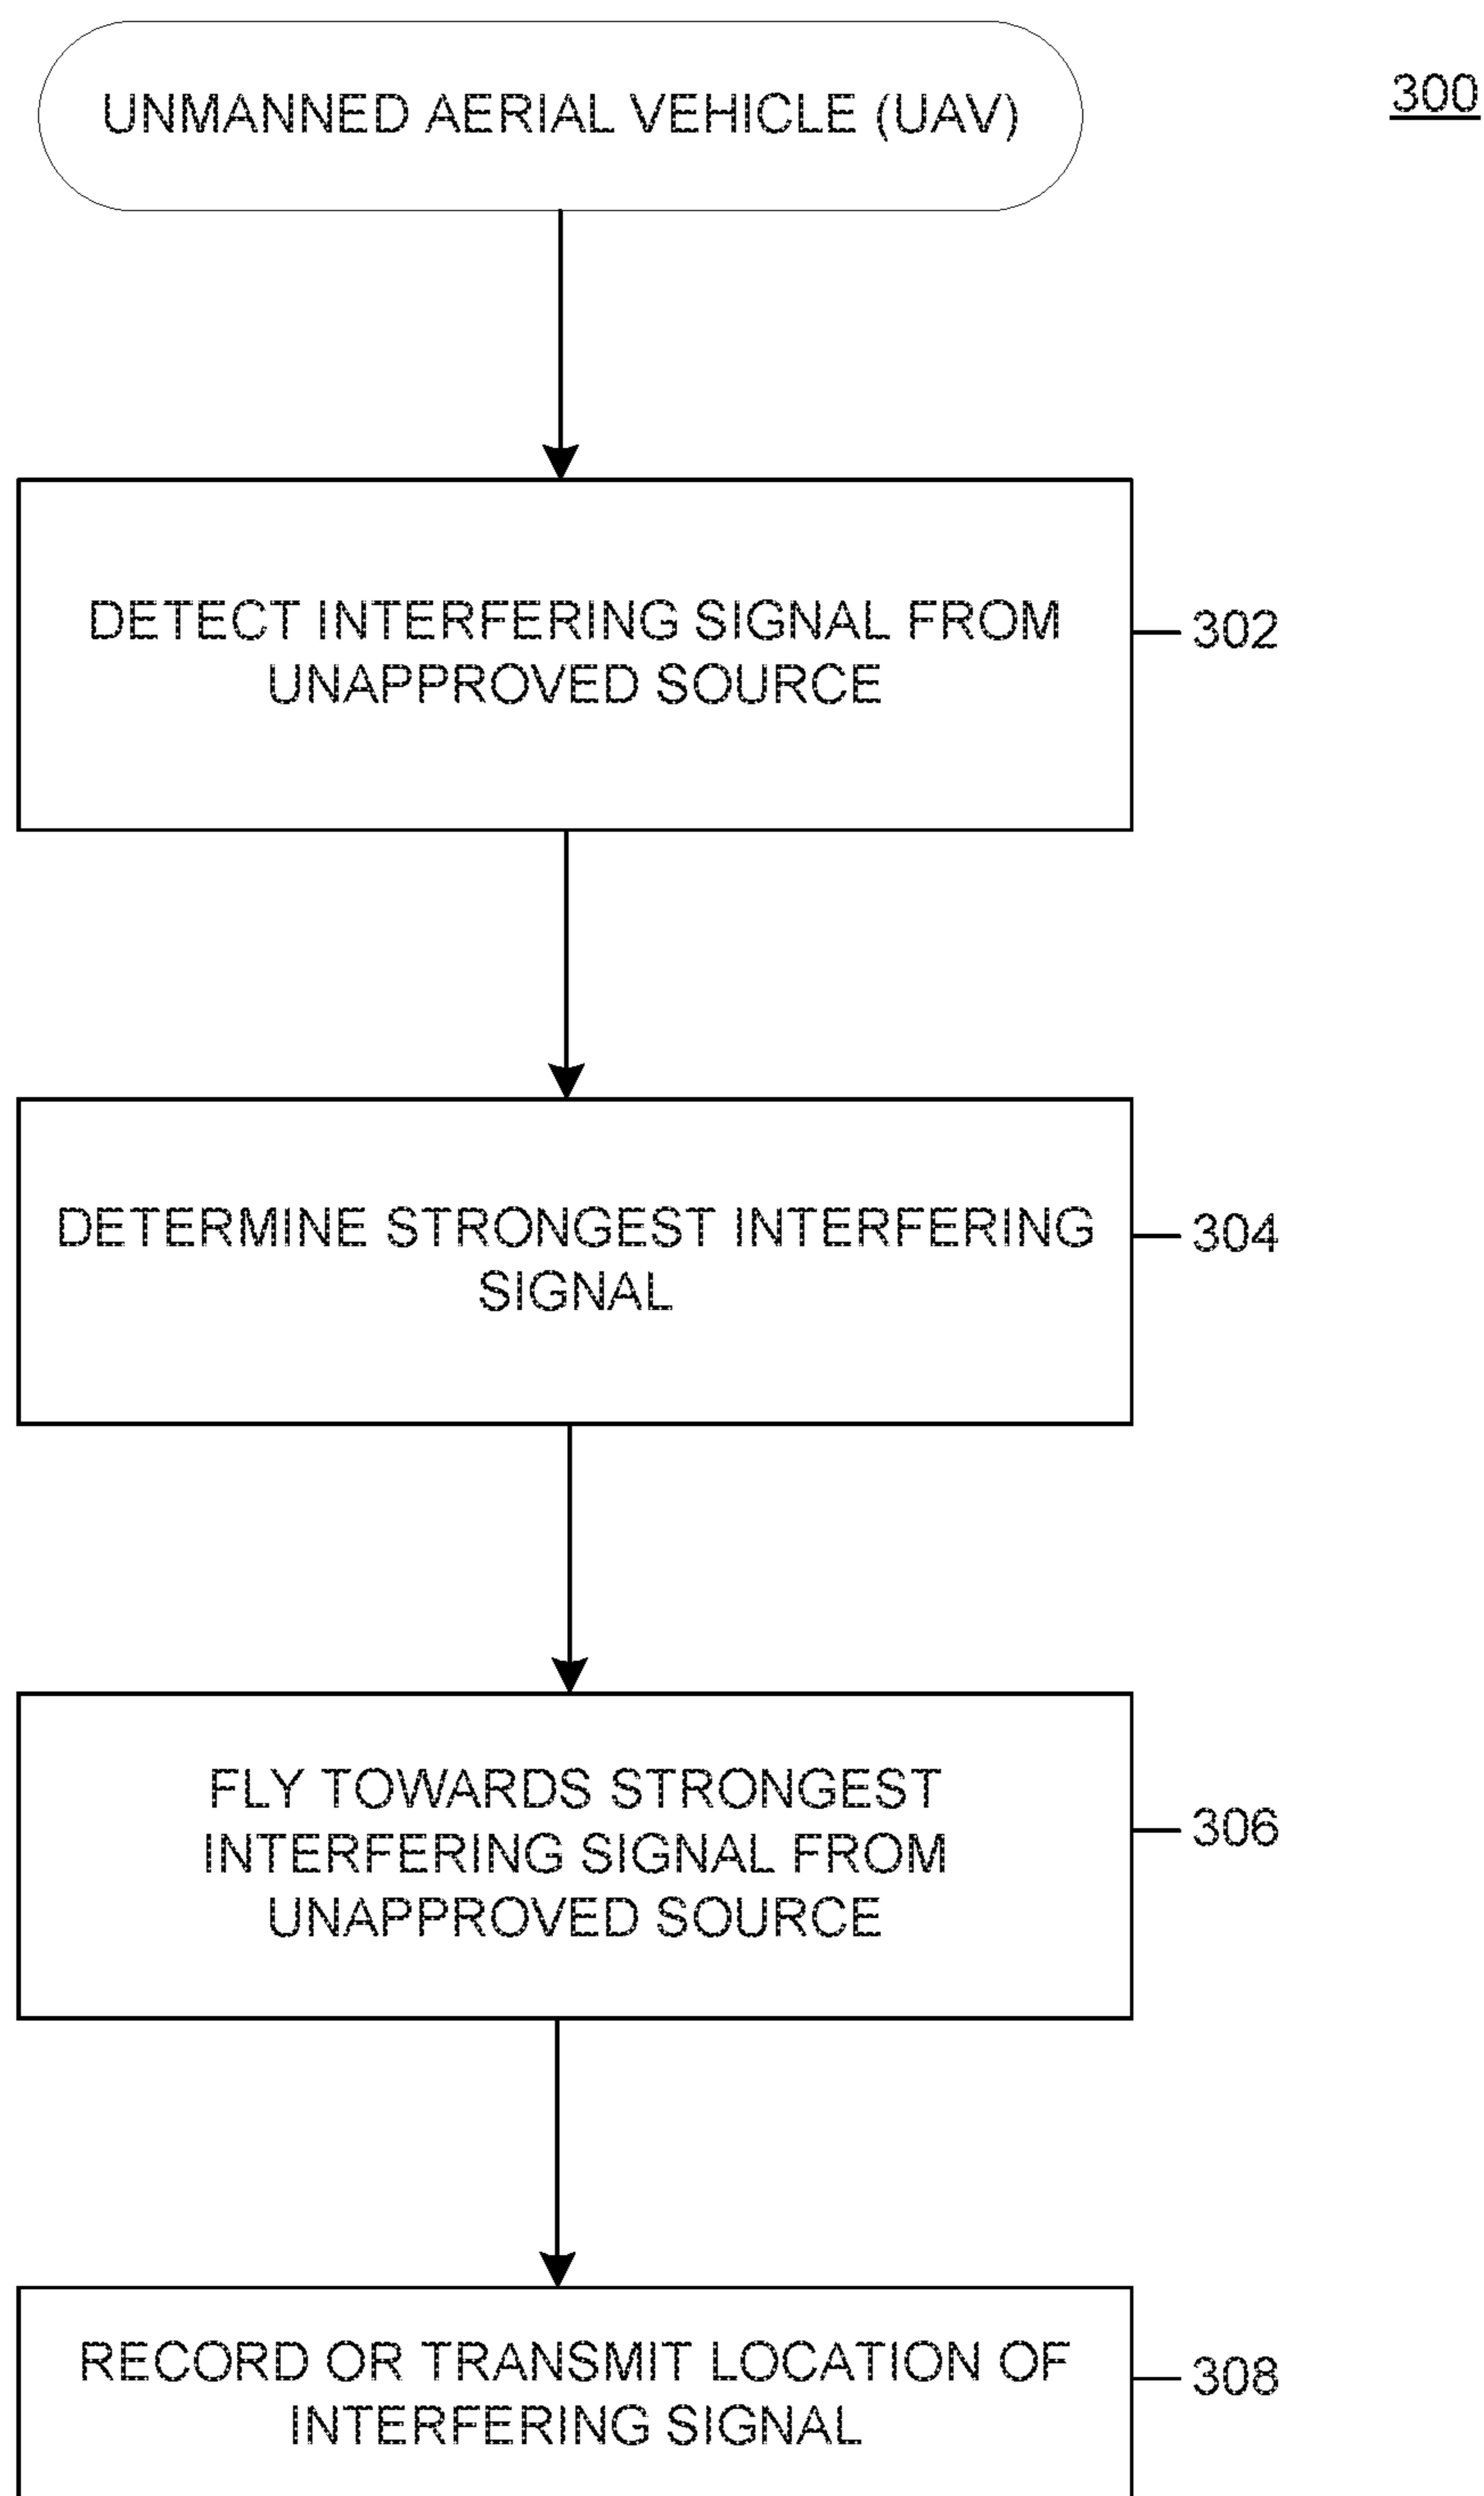 UNMANNED AERIAL VEHICLE (UAV)
300
DETECT INTERFERING SIGNAL FROM
UNAPPROVED SOURCE
302
DETERMINE STRONGEST INTERFERING
SIGNAL
304
FLY TOWARDS STRONGEST
INTERFERING SIGNAL FROM
UNAPPROVED SOURCE
306
RECORD OR TRANSMIT LOCATION OF
INTERFERING SIGNAL
308